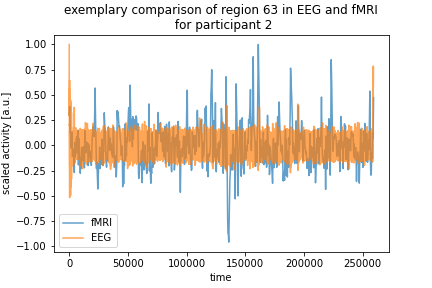 exemplary comparison of region 63 in EEG and fMRI
for participant 2
scaled activity [a.u.]
1.00
0.75
0.50
0.25
0.00
−0.25
−0.50
−0.75
−1.00
fMRI
EEG
0 50000 100000 150000 200000 250000
time